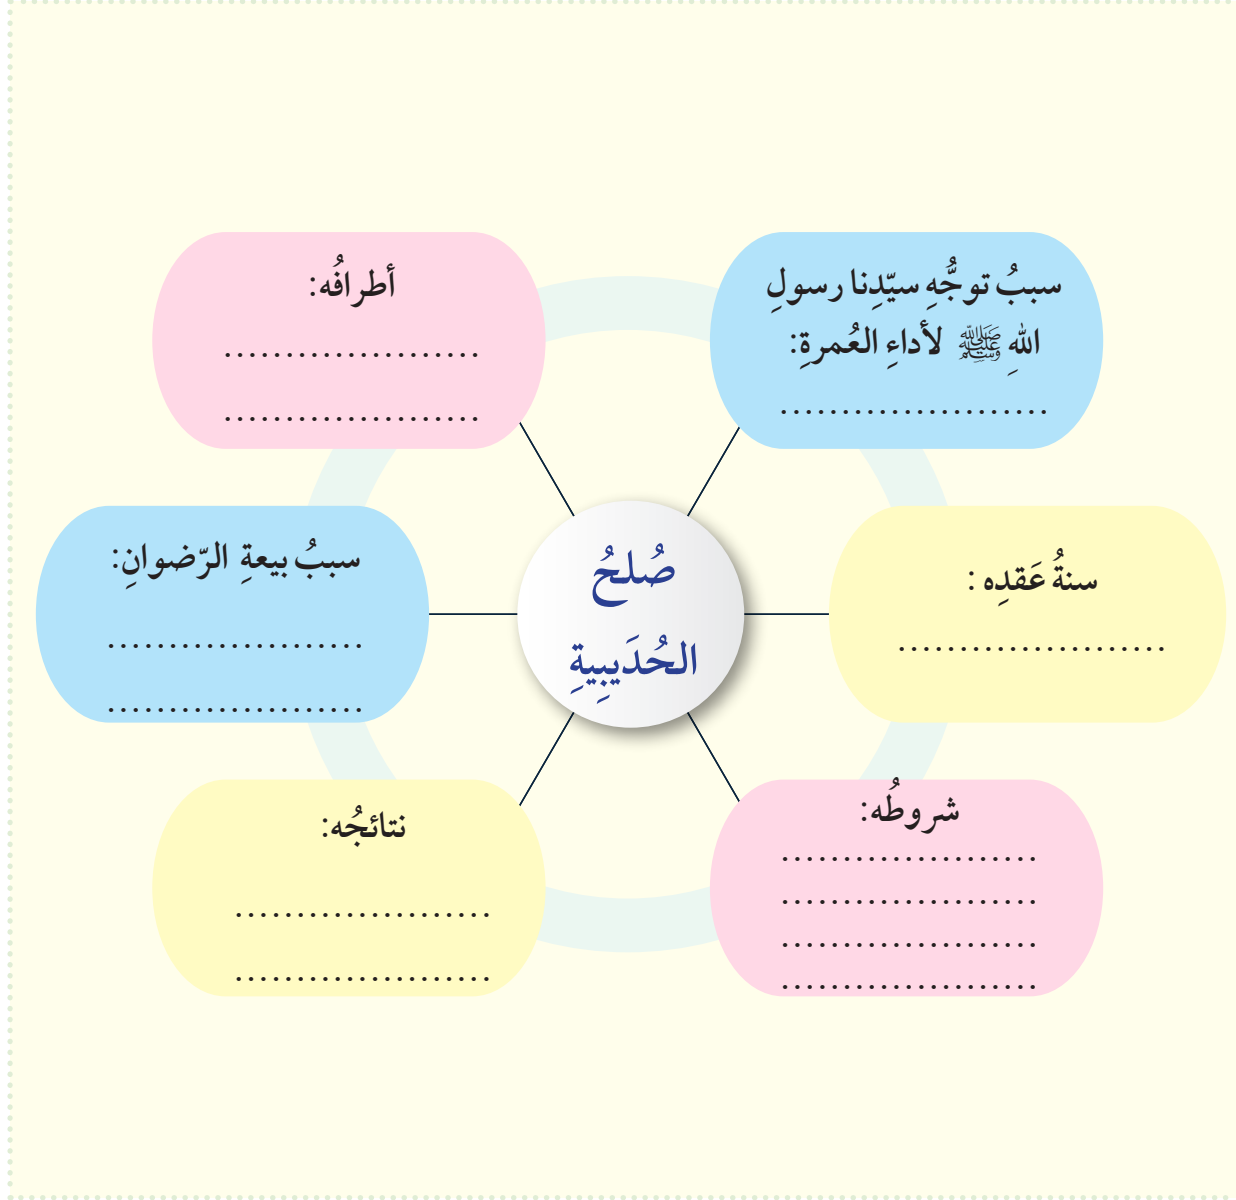 سببُ توجُّهِ سيّدِنا رسولِ
اللهِ ﷺ لأداءِ العُمرةِ:
......................
أطرافُه:
.....................
.....................
سنةُ عَقدِه :
......................
صُلحُ
الحُدَيبِيةِ
سببُ بيعةِ الرّضوانِ:
.....................
.....................
شروطُه:
.....................
.....................
.....................
.....................
نتائجُه:
.....................
.....................